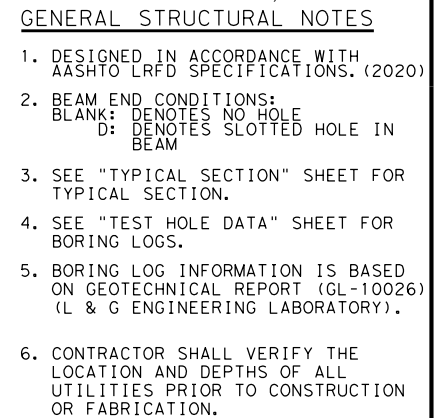 GENERAL STRUCTURAL NOTES
1. DESIGNED IN ACCORDANCE WITH
AASHTO LRFD SPECIFICATIONS.(2020)
2. BEAM END CONDITIONS:
BLANK: DENOTES NO HOLE
D: DENOTES SLOTTED HOLE IN
BEAM
3. SEE "TYPICAL SECTION" SHEET FOR
TYPICAL SECTION.
4. SEE "TEST HOLE DATA" SHEET FOR
BORING LOGS.
5. BORING LOG INFORMATION IS BASED
ON GEOTECHNICAL REPORT (GL-10026)
(L & G ENGINEERING LABORATORY).
6. CONTRACTOR SHALL VERIFY THE
LOCATION AND DEPTHS OF ALL
UTILITIES PRIOR TO CONSTRUCTION
OR FABRICATION.